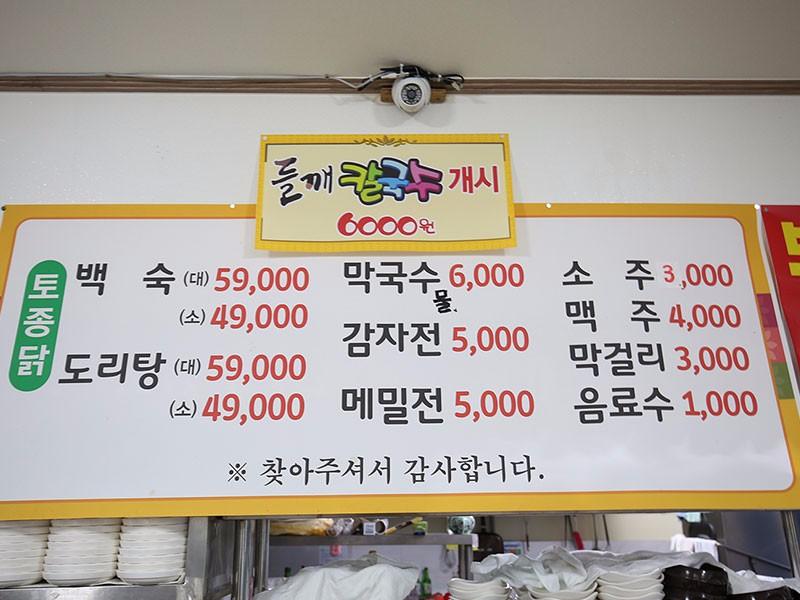 들깨 칼국수 개시
6000원
토종닭
백 숙 (대) 59,000
(소) 49,000
도리탕 (대) 59,000
(소) 49,000
막국수 6,000
물.
감자전 5,000
메밀전 5,000
소 주 3,000
맥 주 4,000
막걸리 3,000
음료수 1,000
※ 찾아주셔서 감사합니다.